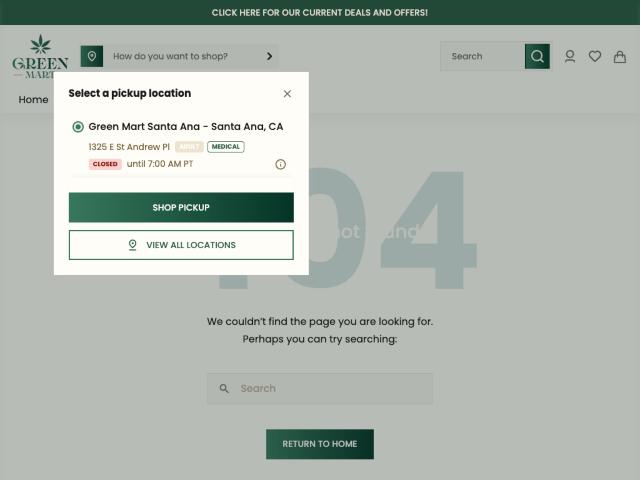 CLICK HERE FOR OUR CURRENT DEALS AND OFFERS!
GREEN
MART
How do you want to shop?
Search
Home
Select a pickup location
Green Mart Santa Ana - Santa Ana, CA
1325 E St Andrew Pl ADULT MEDICAL
CLOSED until 7:00 AM PT
SHOP PICKUP
VIEW ALL LOCATIONS
404
not found
We couldn't find the page you are looking for.
Perhaps you can try searching:
Search
RETURN TO HOME